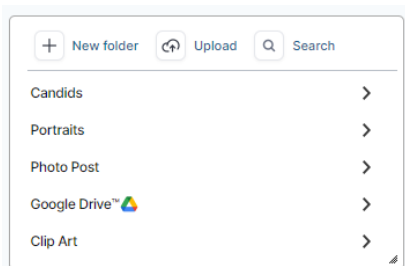 New folder Upload Search
Candids
Portraits
Photo Post
Google Drive™
Clip Art